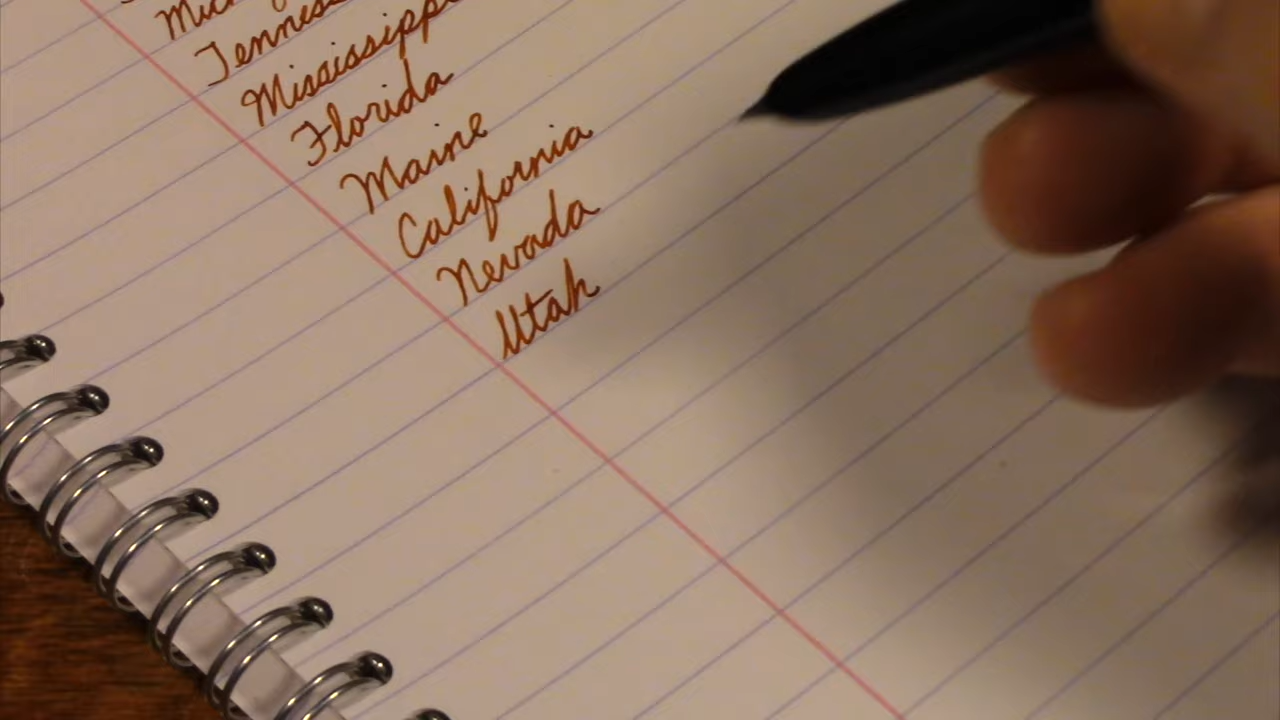 Tennessee
Mississippi
Florida
Maine
California
Nevada
Utah